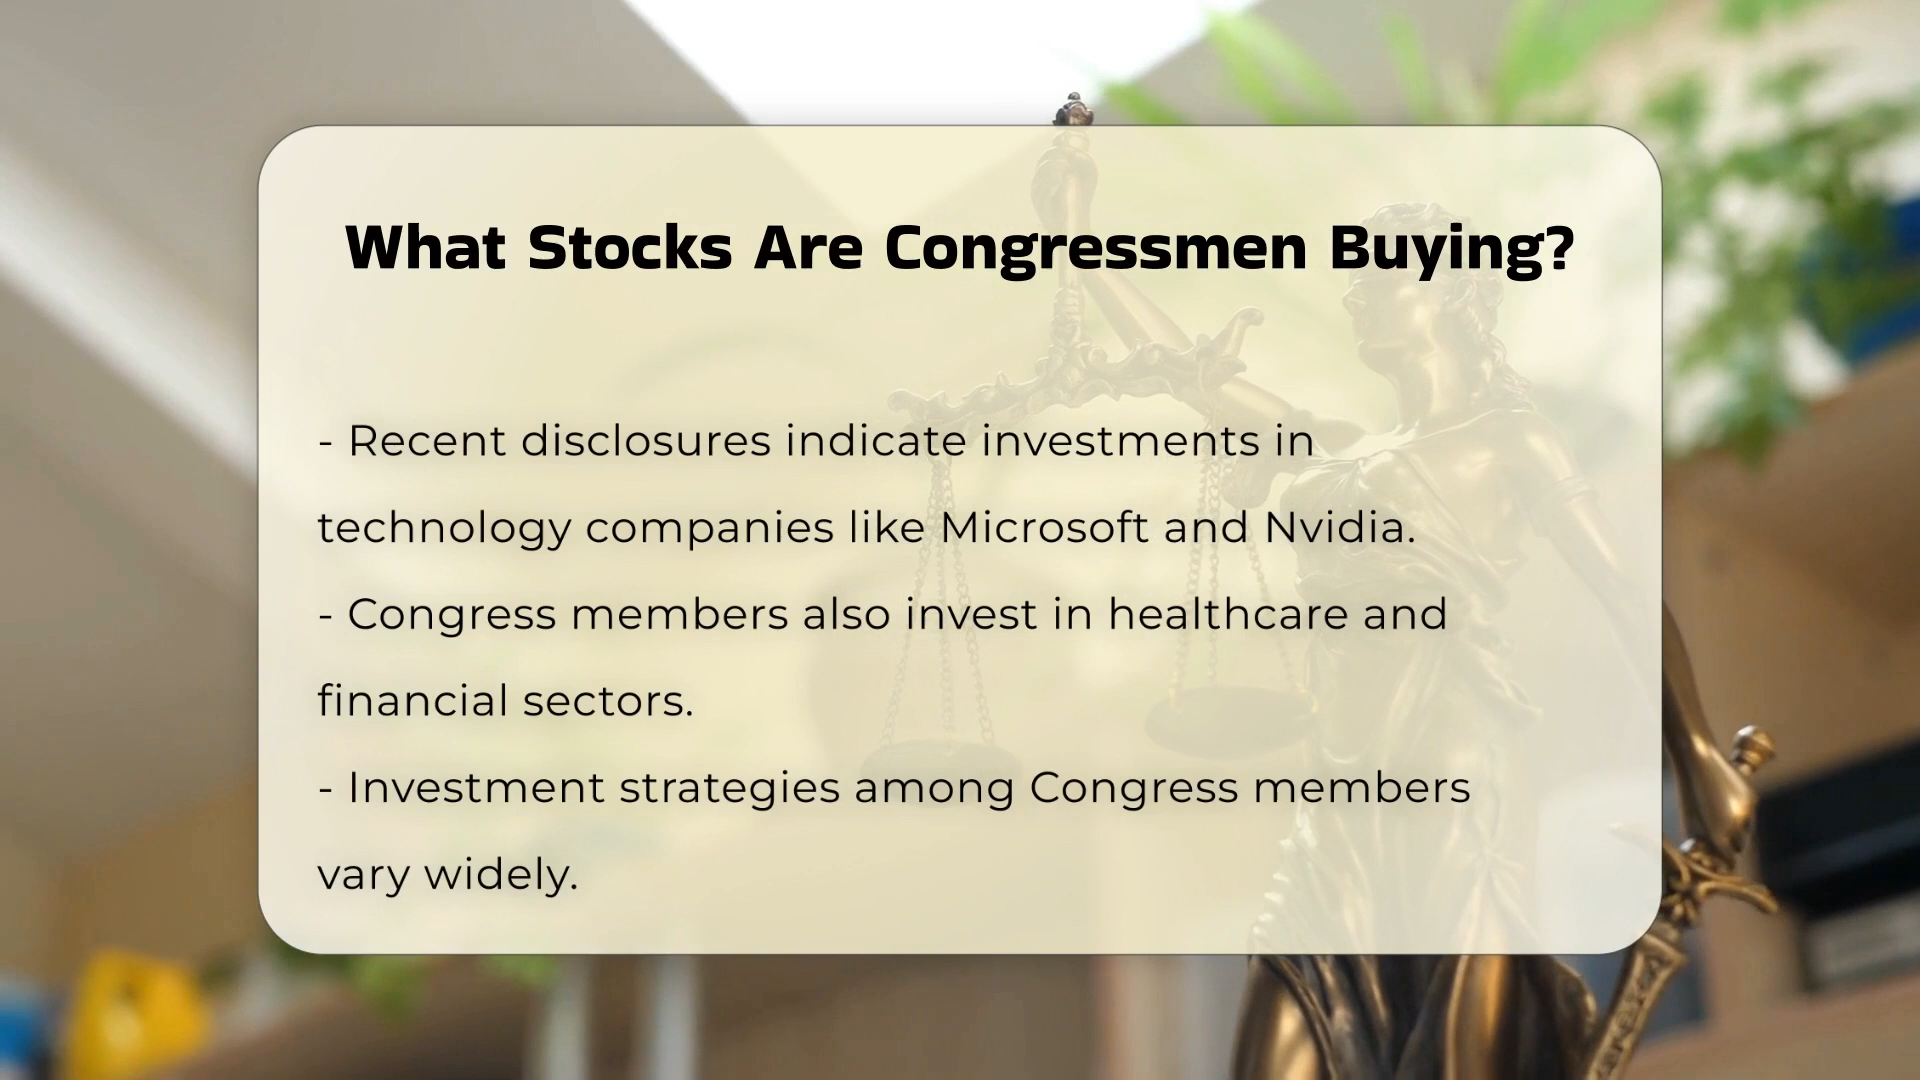 What Stocks Are Congressmen Buying?
- Recent disclosures indicate investments in
technology companies like Microsoft and Nvidia.
- Congress members also invest in healthcare and
financial sectors.
- Investment strategies among Congress members
vary widely.